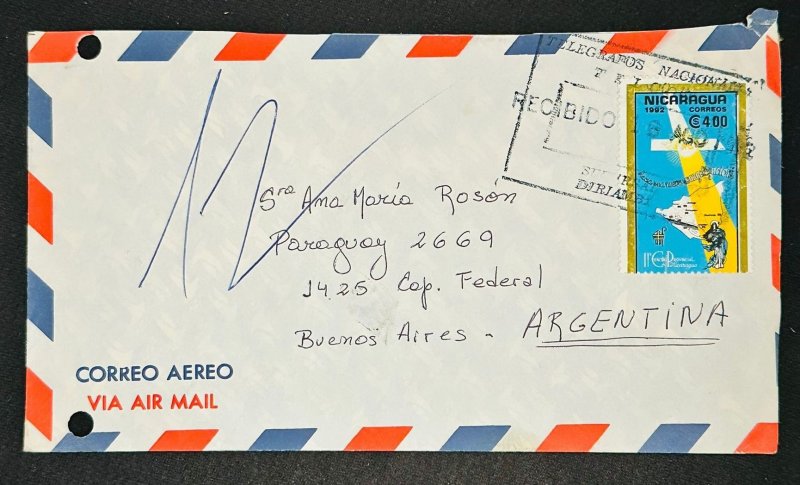 TELEGRAFOS NACIONALES
RECIBIDO AGO
DIRIAMBA
NICARAGUA
1992 CORREOS
C$ 4.00
Sra Ana María Rosón
Paraguay 2669
1425 Cap. Federal
Buenos Aires - ARGENTINA
CORREO AEREO
VIA AIR MAIL